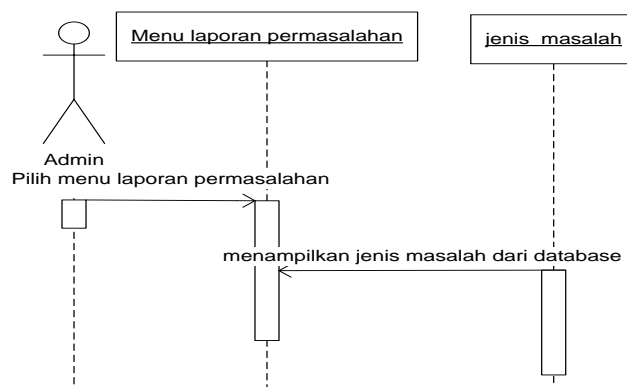 Menu laporan permasalahan
jenis_masalah
Admin
Pilih menu laporan permasalahan
menampilkan jenis masalah dari database